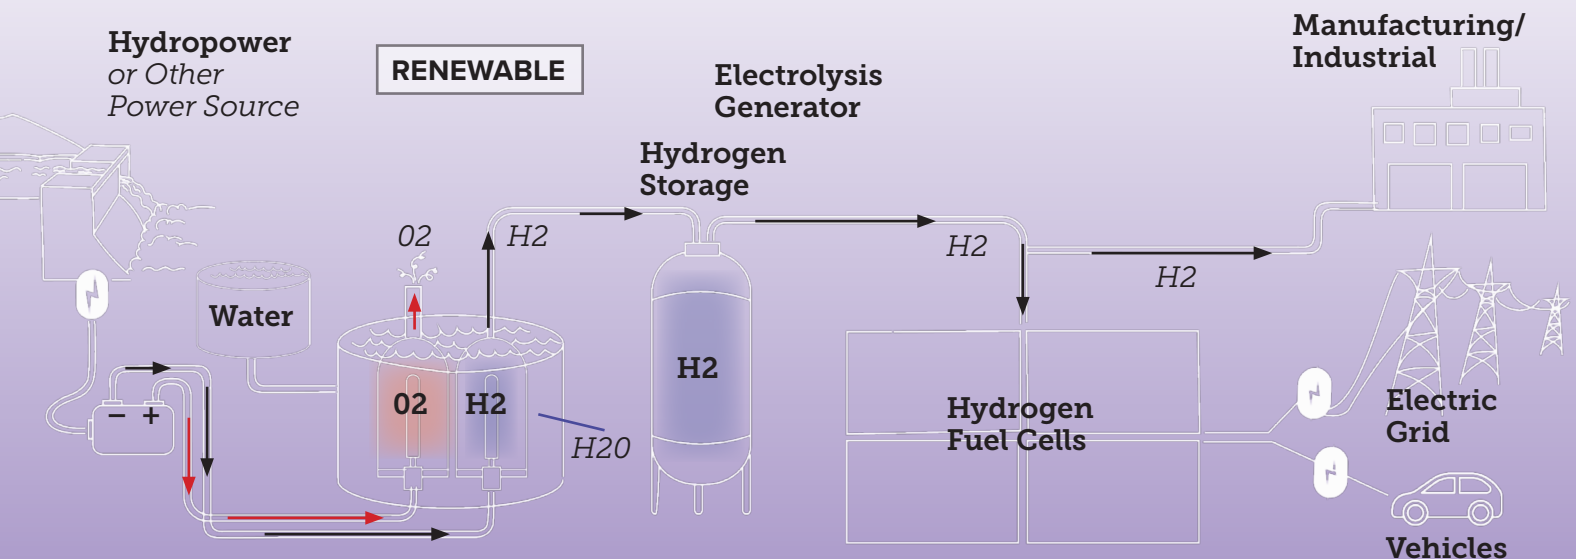 Hydropower
or Other
Power Source
RENEWABLE
Electrolysis
Generator
Hydrogen
Storage
Manufacturing/
Industrial
02
H2
H2
H2
Water
H2
02
H2
− +
H20
Hydrogen
Fuel Cells
Electric
Grid
Vehicles